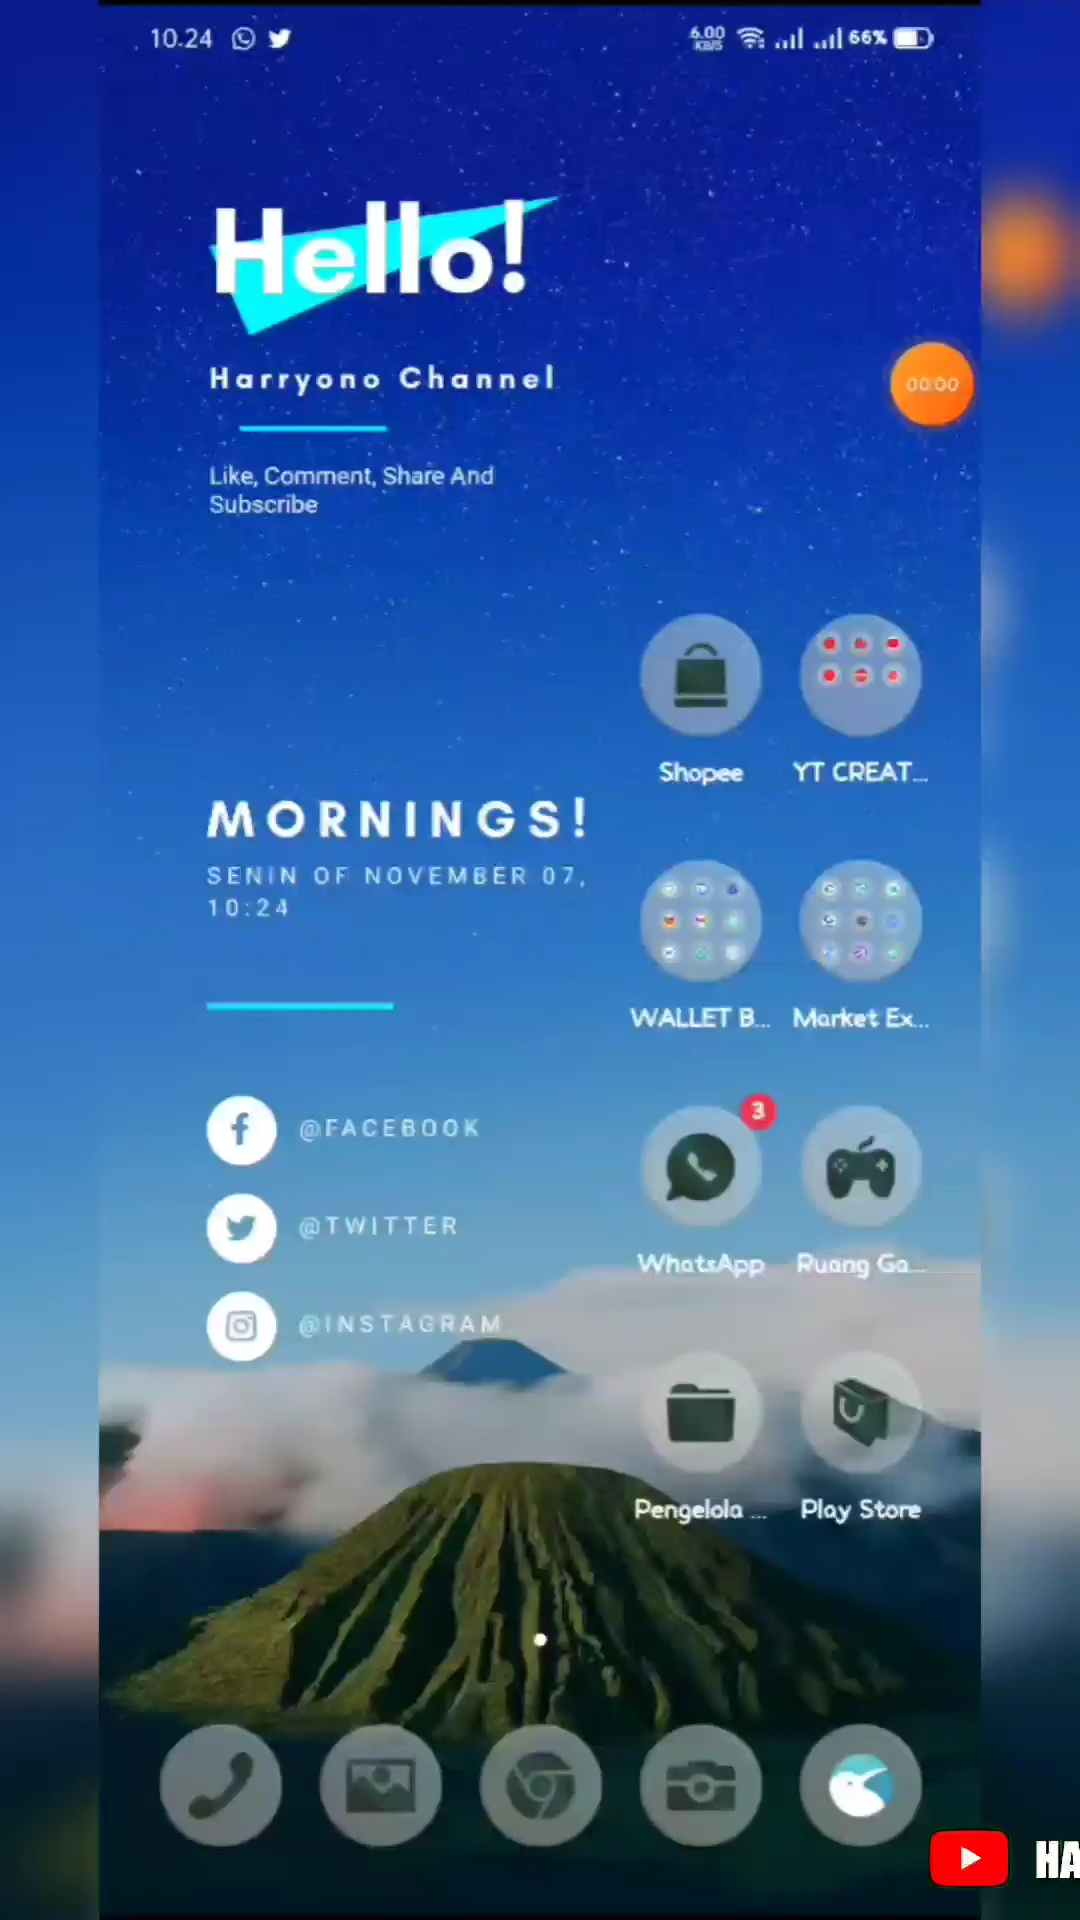 10.24
6.00 KB/S
66%
Hello!
Harryono Channel
00:00
Like, Comment, Share And
Subscribe
Shopee
YT CREAT...
MORNINGS!
SENIN OF NOVEMBER 07,
10:24
WALLET B...
Market Ex...
@FACEBOOK
3
@TWITTER
WhatsApp
Ruang Ga...
@INSTAGRAM
Pengelola ...
Play Store
HA